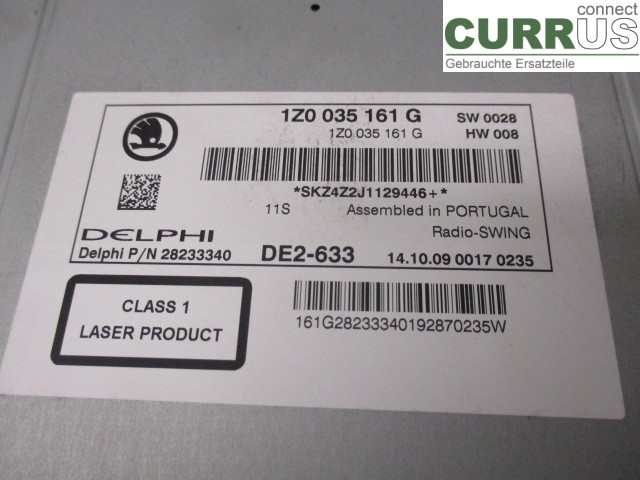 connect
CURRUS
Gebrauchte Ersatzteile
1Z0 035 161 G SW 0028
1Z0 035 161 G HW 008
*SKZ4Z2J1129446+*
11S Assembled in PORTUGAL
Radio-SWING
DELPHI
Delphi P/N 28233340 DE2-633 14.10.09 0017 0235
CLASS 1
LASER PRODUCT
161G28233340192870235W